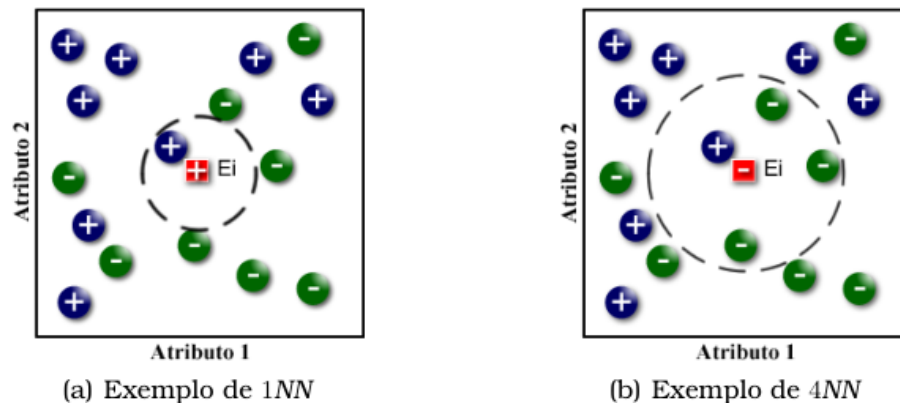 Ei
Atributo 2
Atributo 1
(a) Exemplo de 1NN
Ei
Atributo 2
Atributo 1
(b) Exemplo de 4NN